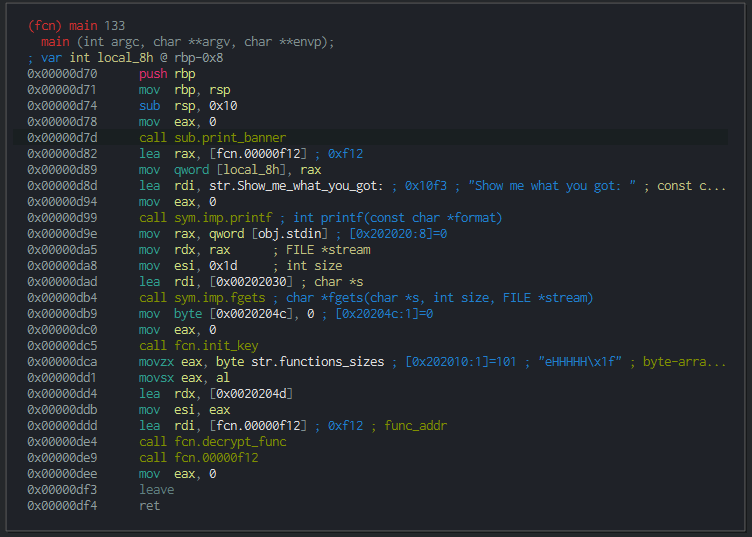 (fcn) main 133
main (int argc, char **argv, char **envp);
; var int local_8h @ rbp-0x8
0x00000d70 push rbp
0x00000d71 mov rbp, rsp
0x00000d74 sub rsp, 0x10
0x00000d78 mov eax, 0
0x00000d7d call sub.print_banner
0x00000d82 lea rax, [fcn.00000f12] ; 0xf12
0x00000d89 mov qword [local_8h], rax
0x00000d8d lea rdi, str.Show_me_what_you_got: ; 0x10f3 ; "Show me what you got: " ; const c...
0x00000d94 mov eax, 0
0x00000d99 call sym.imp.printf ; int printf(const char *format)
0x00000d9e mov rax, qword [obj.stdin] ; [0x202020:8]=0
0x00000da5 mov rdx, rax ; FILE *stream
0x00000da8 mov esi, 0x1d ; int size
0x00000dad lea rdi, [0x00202030] ; char *s
0x00000db4 call sym.imp.fgets ; char *fgets(char *s, int size, FILE *stream)
0x00000db9 mov byte [0x0020204c], 0 ; [0x20204c:1]=0
0x00000dc0 mov eax, 0
0x00000dc5 call fcn.init_key
0x00000dca movzx eax, byte str.functions_sizes ; [0x202010:1]=101 ; "eHHHHH\x1f" ; byte-arra...
0x00000dd1 movsx eax, al
0x00000dd4 lea rdx, [0x0020204d]
0x00000ddb mov esi, eax
0x00000ddd lea rdi, [fcn.00000f12] ; 0xf12 ; func_addr
0x00000de4 call fcn.decrypt_func
0x00000de9 call fcn.00000f12
0x00000dee mov eax, 0
0x00000df3 leave
0x00000df4 ret